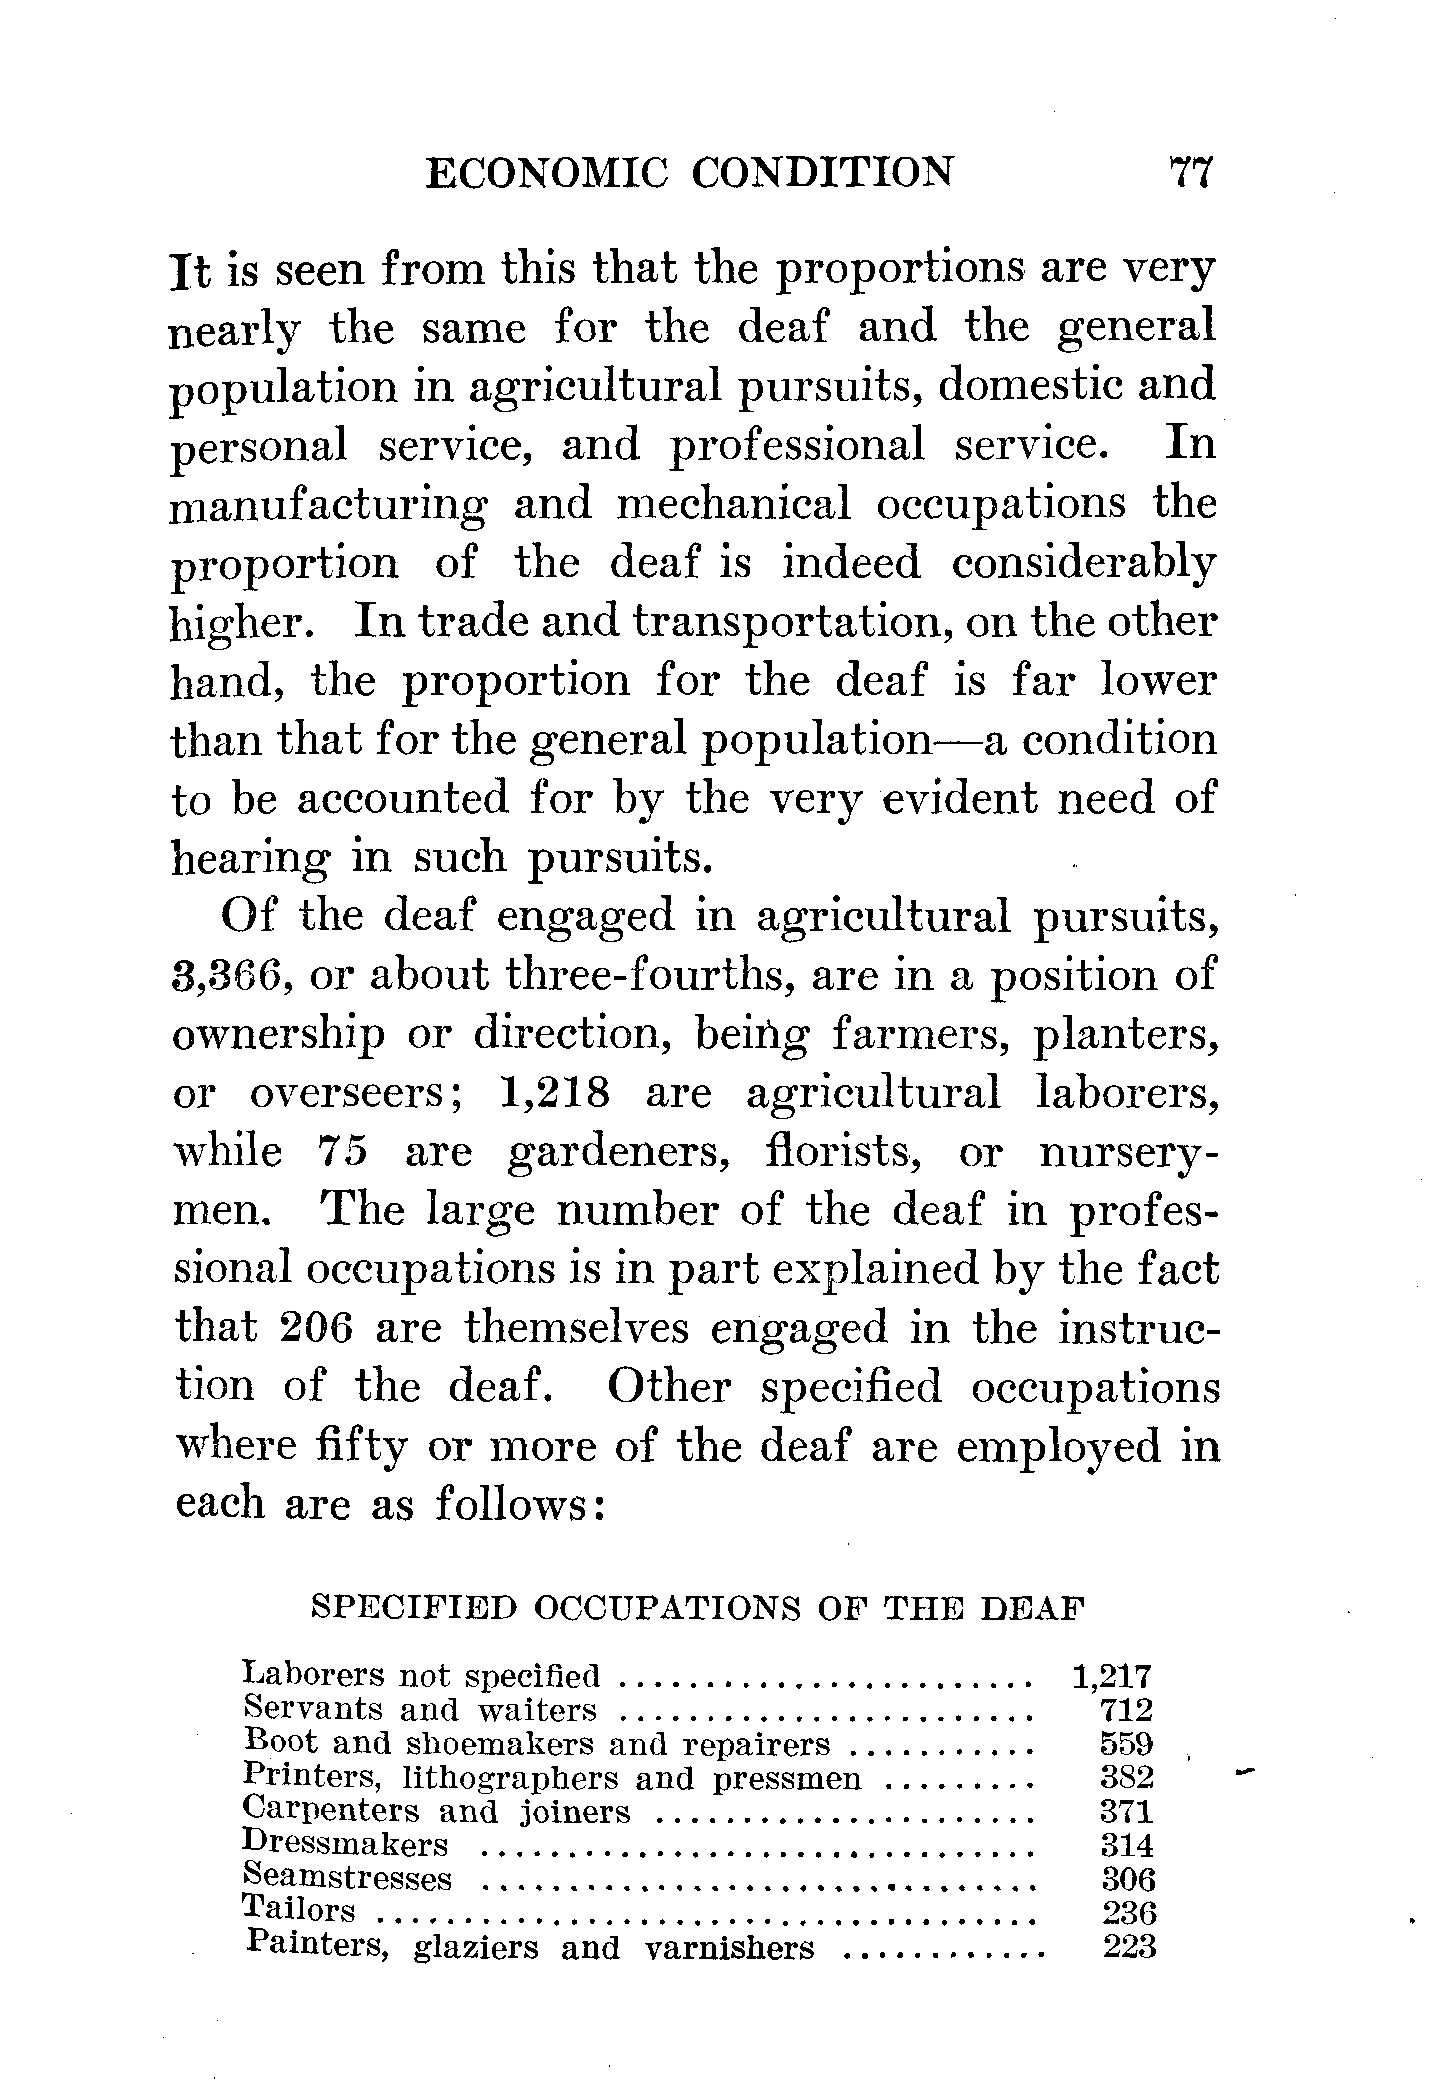 ECONOMIC CONDITION 77
It is seen from this that the proportions are very
nearly the same for the deaf and the general
population in agricultural pursuits, domestic and
personal service, and professional service. In
manufacturing and mechanical occupations the
proportion of the deaf is indeed considerably
higher. In trade and transportation, on the other
hand, the proportion for the deaf is far lower
than that for the general population—a condition
to be accounted for by the very evident need of
hearing in such pursuits.
Of the deaf engaged in agricultural pursuits,
3,366, or about three-fourths, are in a position of
ownership or direction, being farmers, planters,
or overseers; 1,218 are agricultural laborers,
while 75 are gardeners, florists, or nursery-
men. The large number of the deaf in profes-
sional occupations is in part explained by the fact
that 206 are themselves engaged in the instruc-
tion of the deaf. Other specified occupations
where fifty or more of the deaf are employed in
each are as follows:
SPECIFIED OCCUPATIONS OF THE DEAF
Laborers not specified ........................ 1,217
Servants and waiters ........................ 712
Boot and shoemakers and repairers ........... 559
Printers, lithographers and pressmen ......... 382
Carpenters and joiners ...................... 371
Dressmakers ................................ 314
Seamstresses ................................ 306
Tailors ...................................... 236
Painters, glaziers and varnishers ............ 223